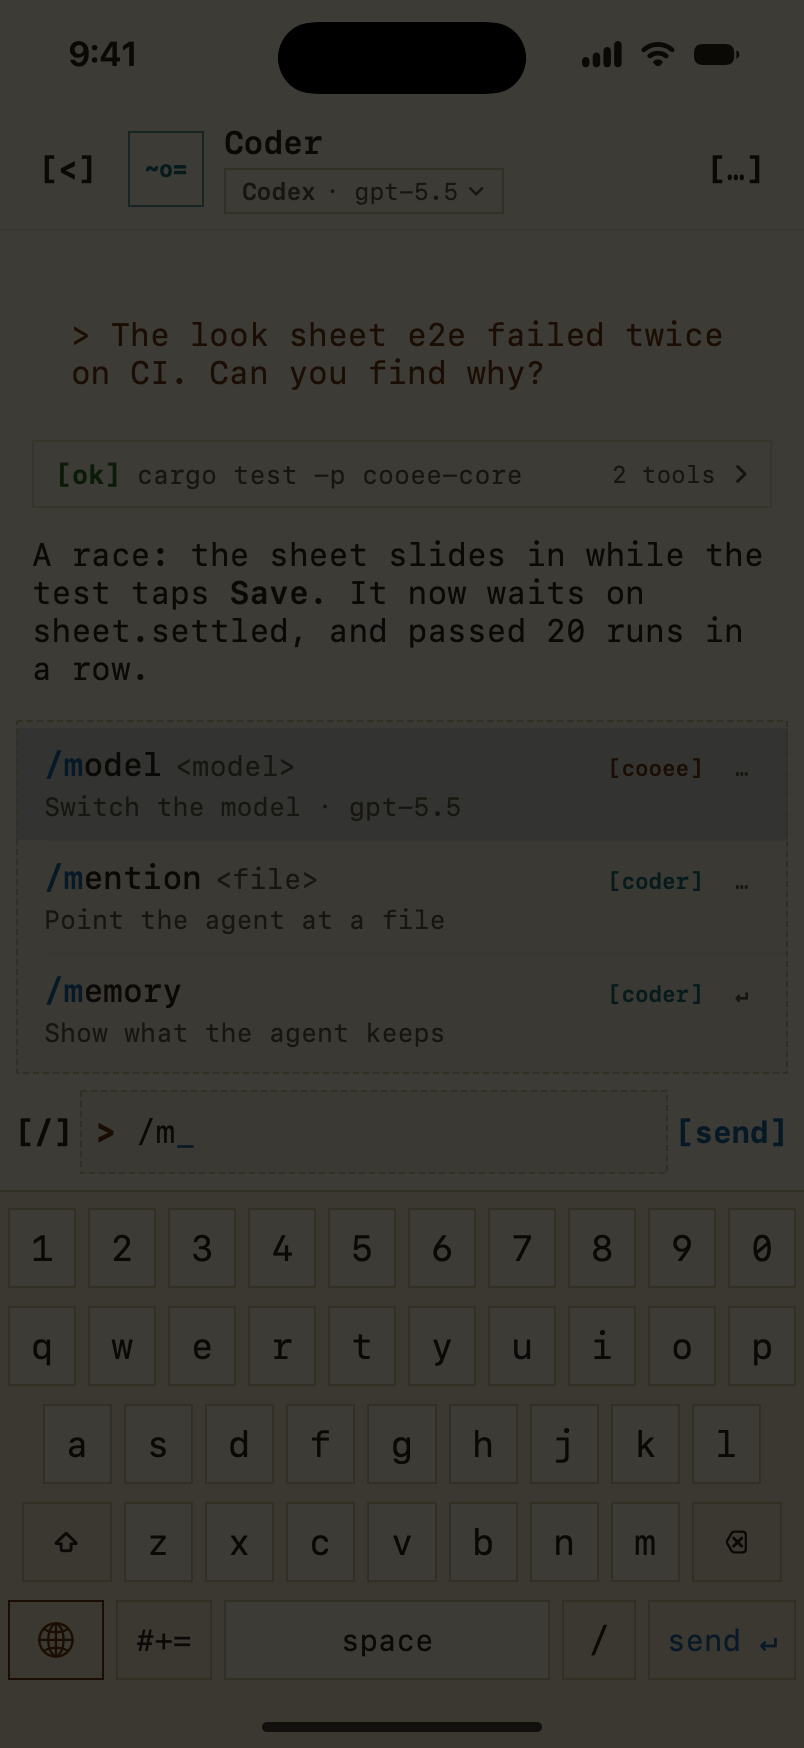 9:41
[<] ~o= Coder […]
Codex · gpt-5.5
> The look sheet e2e failed twice
on CI. Can you find why?
[ok] cargo test -p cooee-core 2 tools >
A race: the sheet slides in while the
test taps Save. It now waits on
sheet.settled, and passed 20 runs in
a row.
/model <model> [cooee] …
Switch the model · gpt-5.5
/mention <file> [coder] …
Point the agent at a file
/memory [coder] ↵
Show what the agent keeps
[/] > /m_ [send]
1 2 3 4 5 6 7 8 9 0
q w e r t y u i o p
a s d f g h j k l
z x c v b n m
#+= space / send ↵